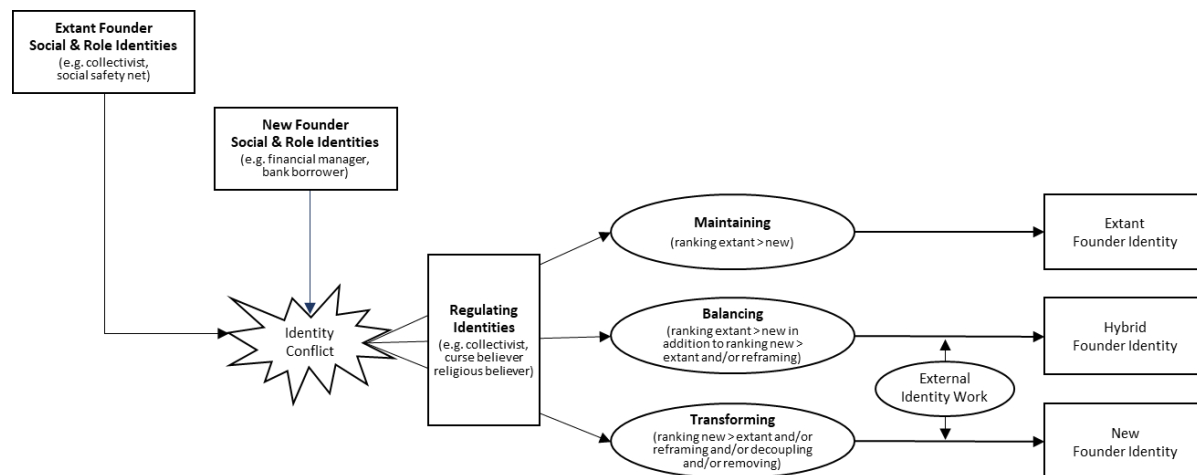 Extant Founder
Social & Role Identities
(e.g. collectivist,
social safety net)
New Founder
Social & Role Identities
(e.g. financial manager,
bank borrower)
Identity
Conflict
Regulating
Identities
(e.g. collectivist,
curse believer
religious believer)
Maintaining
(ranking extant > new)
Extant
Founder Identity
Balancing
(ranking extant > new in
addition to ranking new >
extant and/or reframing)
Hybrid
Founder Identity
External
Identity Work
Transforming
(ranking new > extant and/or
reframing and/or decoupling
and/or removing)
New
Founder Identity